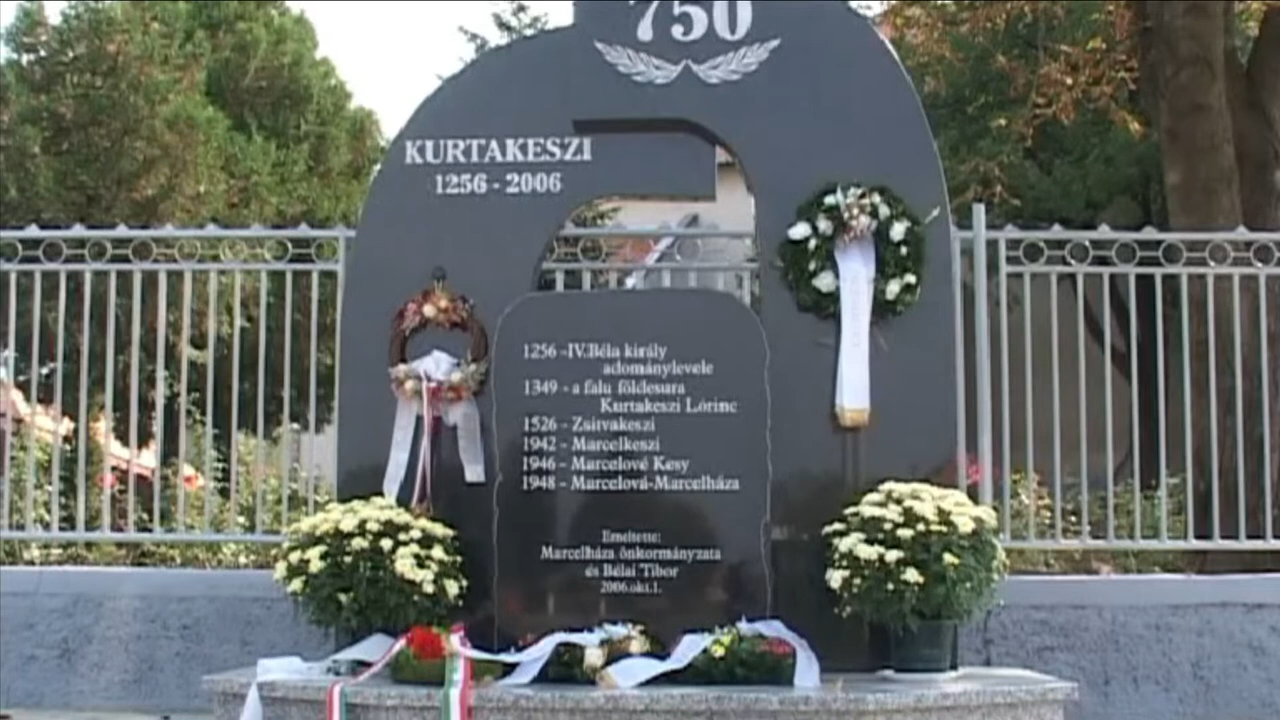 750
KURTAKESZI
1256 - 2006
1256 - IV.Béla király
adománylevele
1349 - a falu földesura
Kurtakeszi Lőrinc
1526 - Zsitvakeszi
1942 - Marcelkeszi
1946 - Marcelové Kesy
1948 - Marcelová-Marcelháza
Emeltette:
Marcelháza önkormányzata
és Bélai Tibor
2006.okt.1.